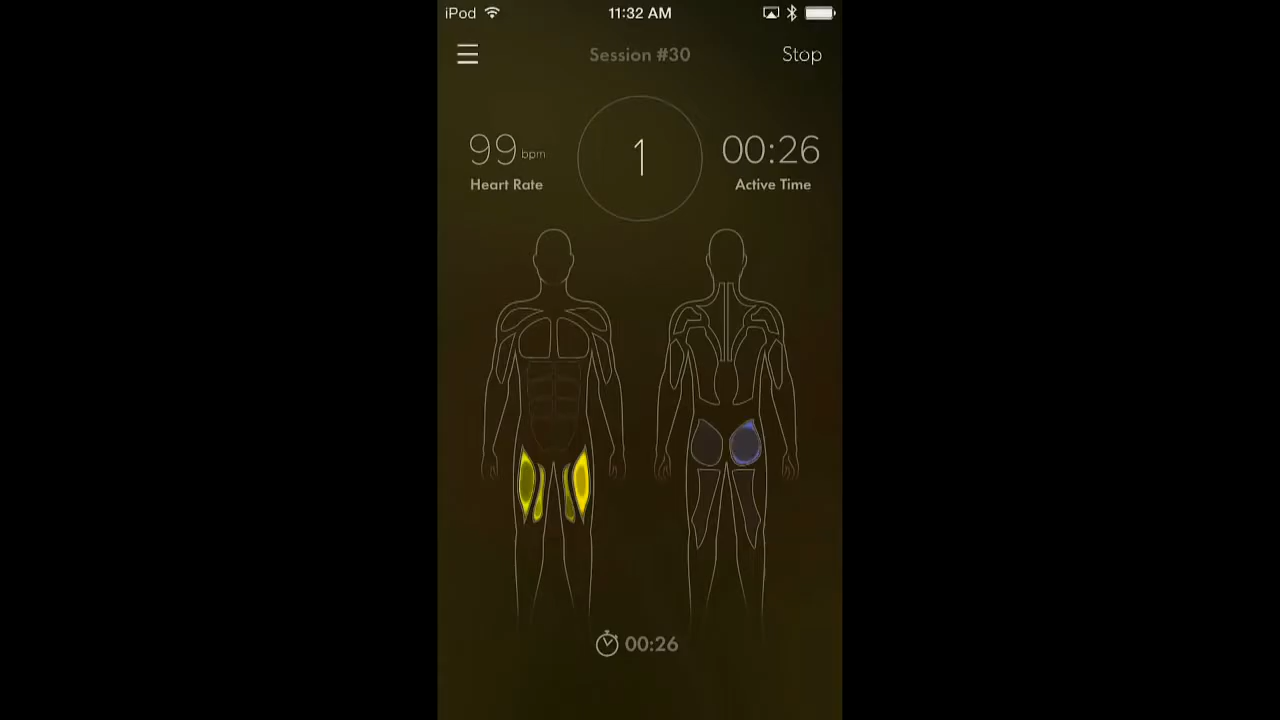 iPod 11:32 AM
Session #30 Stop
99 bpm 1 00:26
Heart Rate Active Time
00:26